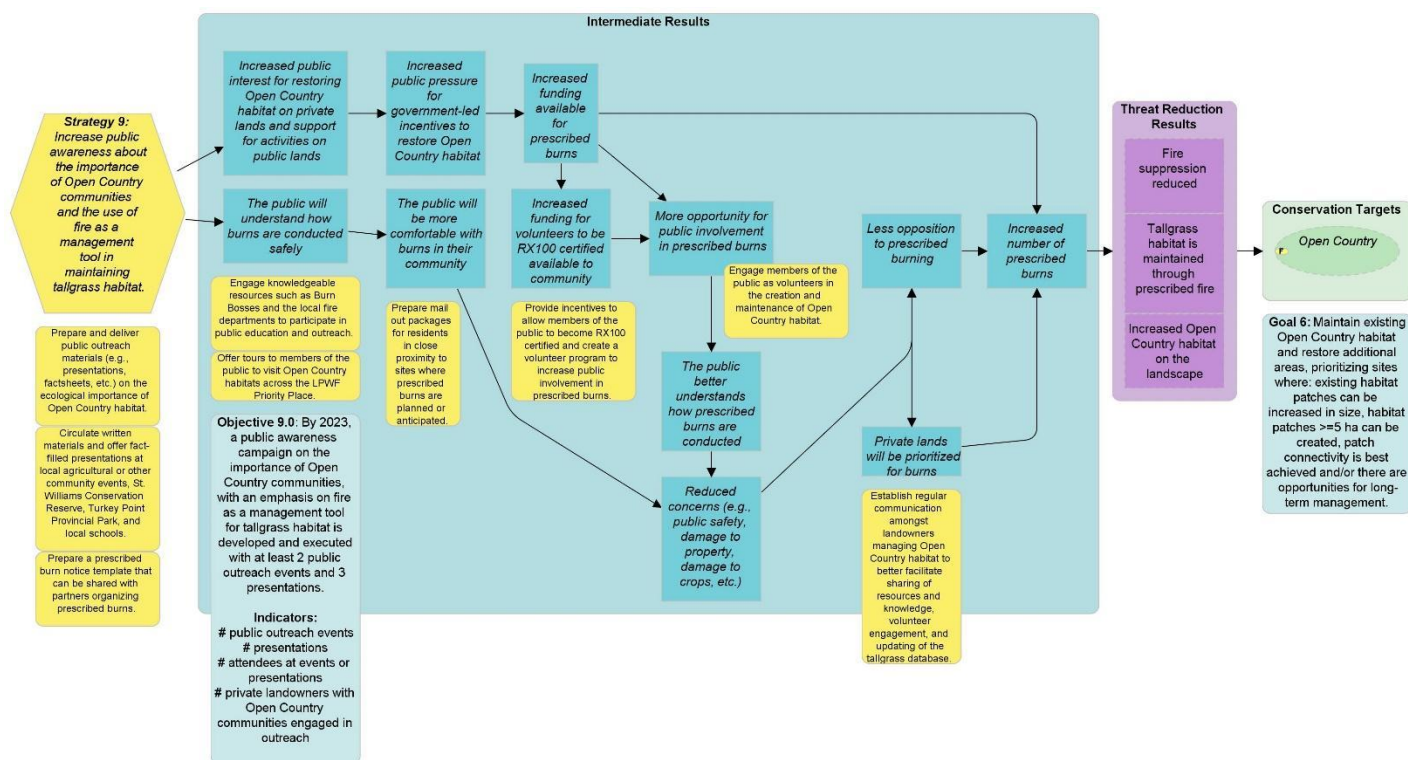 Intermediate Results
Strategy 9:
Increase public
awareness about
the importance
of Open Country
communities
and the use of
fire as a
management
tool in
maintaining
tallgrass habitat.
Prepare and deliver
public outreach
materials (e.g.,
presentations,
factsheets, etc.) on the
ecological importance of
Open Country habitat.
Circulate written
materials and offer fact-
filled presentations at
local agricultural or other
community events, St.
Williams Conservation
Reserve, Turkey Point
Provincial Park, and
local schools.
Prepare a prescribed
burn notice template that
can be shared with
partners organizing
prescribed burns.
Increased public
interest for restoring
Open Country
habitat on private
lands and support
for activities on
public lands
Increased
public pressure
for
government-led
incentives to
restore Open
Country habitat
Increased
funding
available
for
prescribed
burns
The public will
understand how
burns are
conducted safely
The public will
be more
comfortable with
burns in their
community
Increased funding for
volunteers to be
RX100 certified
available to
community
More opportunity for
public involvement
in prescribed burns
Less opposition
to prescribed
burning
Increased
number of
prescribed
burns
Engage knowledgeable
resources such as Burn
Bosses and the local fire
departments to participate in
public education and outreach.
Offer tours to members of the
public to visit Open Country
habitats across the LPWF
Priority Place.
Prepare mail
out packages
for residents
in close
proximity to
sites where
prescribed
burns are
planned or
anticipated.
Provide incentives to
allow members of the
public to become RX100
certified and create a
volunteer program to
increase public
involvement in
prescribed burns.
Engage members of the
public as volunteers in
the creation and
maintenance of Open
Country habitat.
The public
better
understands
how prescribed
burns are
conducted
Reduced
concerns (e.g.,
public safety,
damage to
property,
damage to
crops, etc.)
Private lands
will be prioritized
for burns
Establish regular
communication
amongst
landowners
managing Open
Country habitat to
better facilitate
sharing of
resources and
knowledge,
volunteer
engagement, and
updating of the
tallgrass database.
Objective 9.0: By 2023,
a public awareness
campaign on the
importance of Open
Country communities,
with an emphasis on fire
as a management tool
for tallgrass habitat is
developed and executed
with at least 2 public
outreach events and 3
presentations.
Indicators:
# public outreach events
# presentations
# attendees at events or
presentations
# private landowners with
Open Country
communities engaged in
outreach
Threat Reduction
Results
Fire
suppression
reduced
Tallgrass
habitat is
maintained
through
prescribed fire
Increased Open
Country habitat
on the
landscape
Conservation Targets
Open Country
Goal 6: Maintain existing
Open Country habitat
and restore additional
areas, prioritizing sites
where: existing habitat
patches can be
increased in size, habitat
patches >=5 ha can be
created, patch
connectivity is best
achieved and/or there are
opportunities for long-
term management.